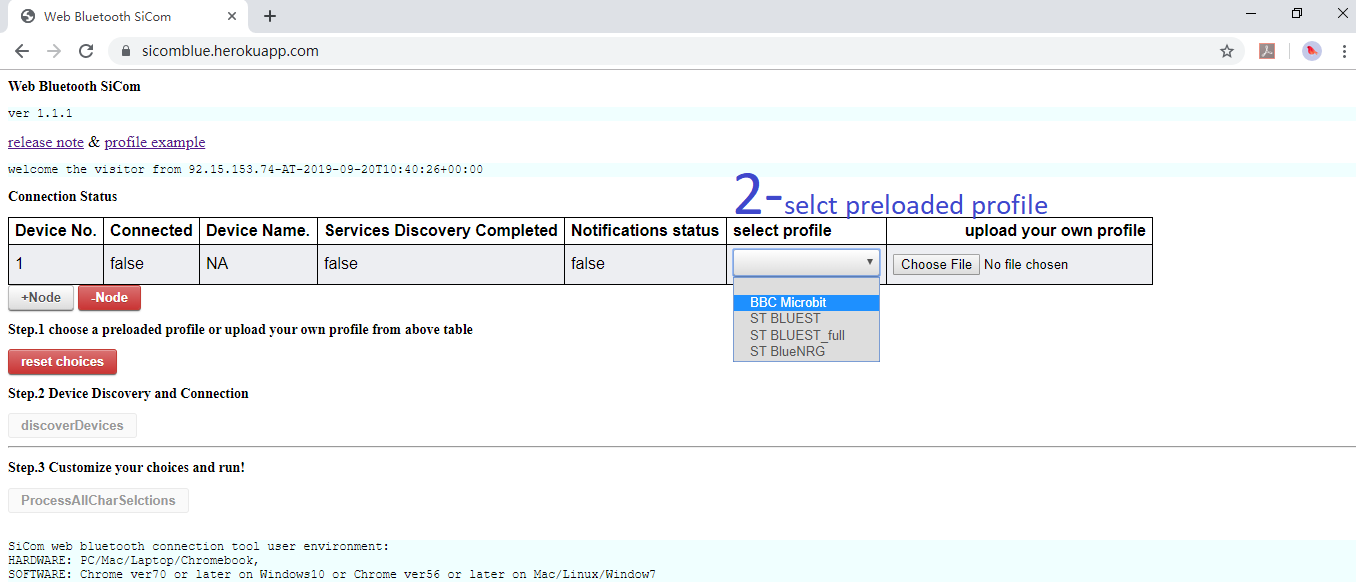 Web Bluetooth SiCom
sicomblue.herokuapp.com
Web Bluetooth SiCom
ver 1.1.1
release note & profile example
welcome the visitor from 92.15.153.74-AT-2019-09-20T10:40:26+00:00
Connection Status
2-selct preloaded profile
Device No. Connected Device Name. Services Discovery Completed Notifications status select profile upload your own profile
1 false NA false false Choose File No file chosen
+Node -Node
BBC Microbit
ST BLUEST
ST BLUEST_full
ST BlueNRG
Step.1 choose a preloaded profile or upload your own profile from above table
reset choices
Step.2 Device Discovery and Connection
discoverDevices
Step.3 Customize your choices and run!
ProcessAllCharSelctions
SiCom web bluetooth connection tool user environment:
HARDWARE: PC/Mac/Laptop/Chromebook,
SOFTWARE: Chrome ver70 or later on Windows10 or Chrome ver56 or later on Mac/Linux/Window7